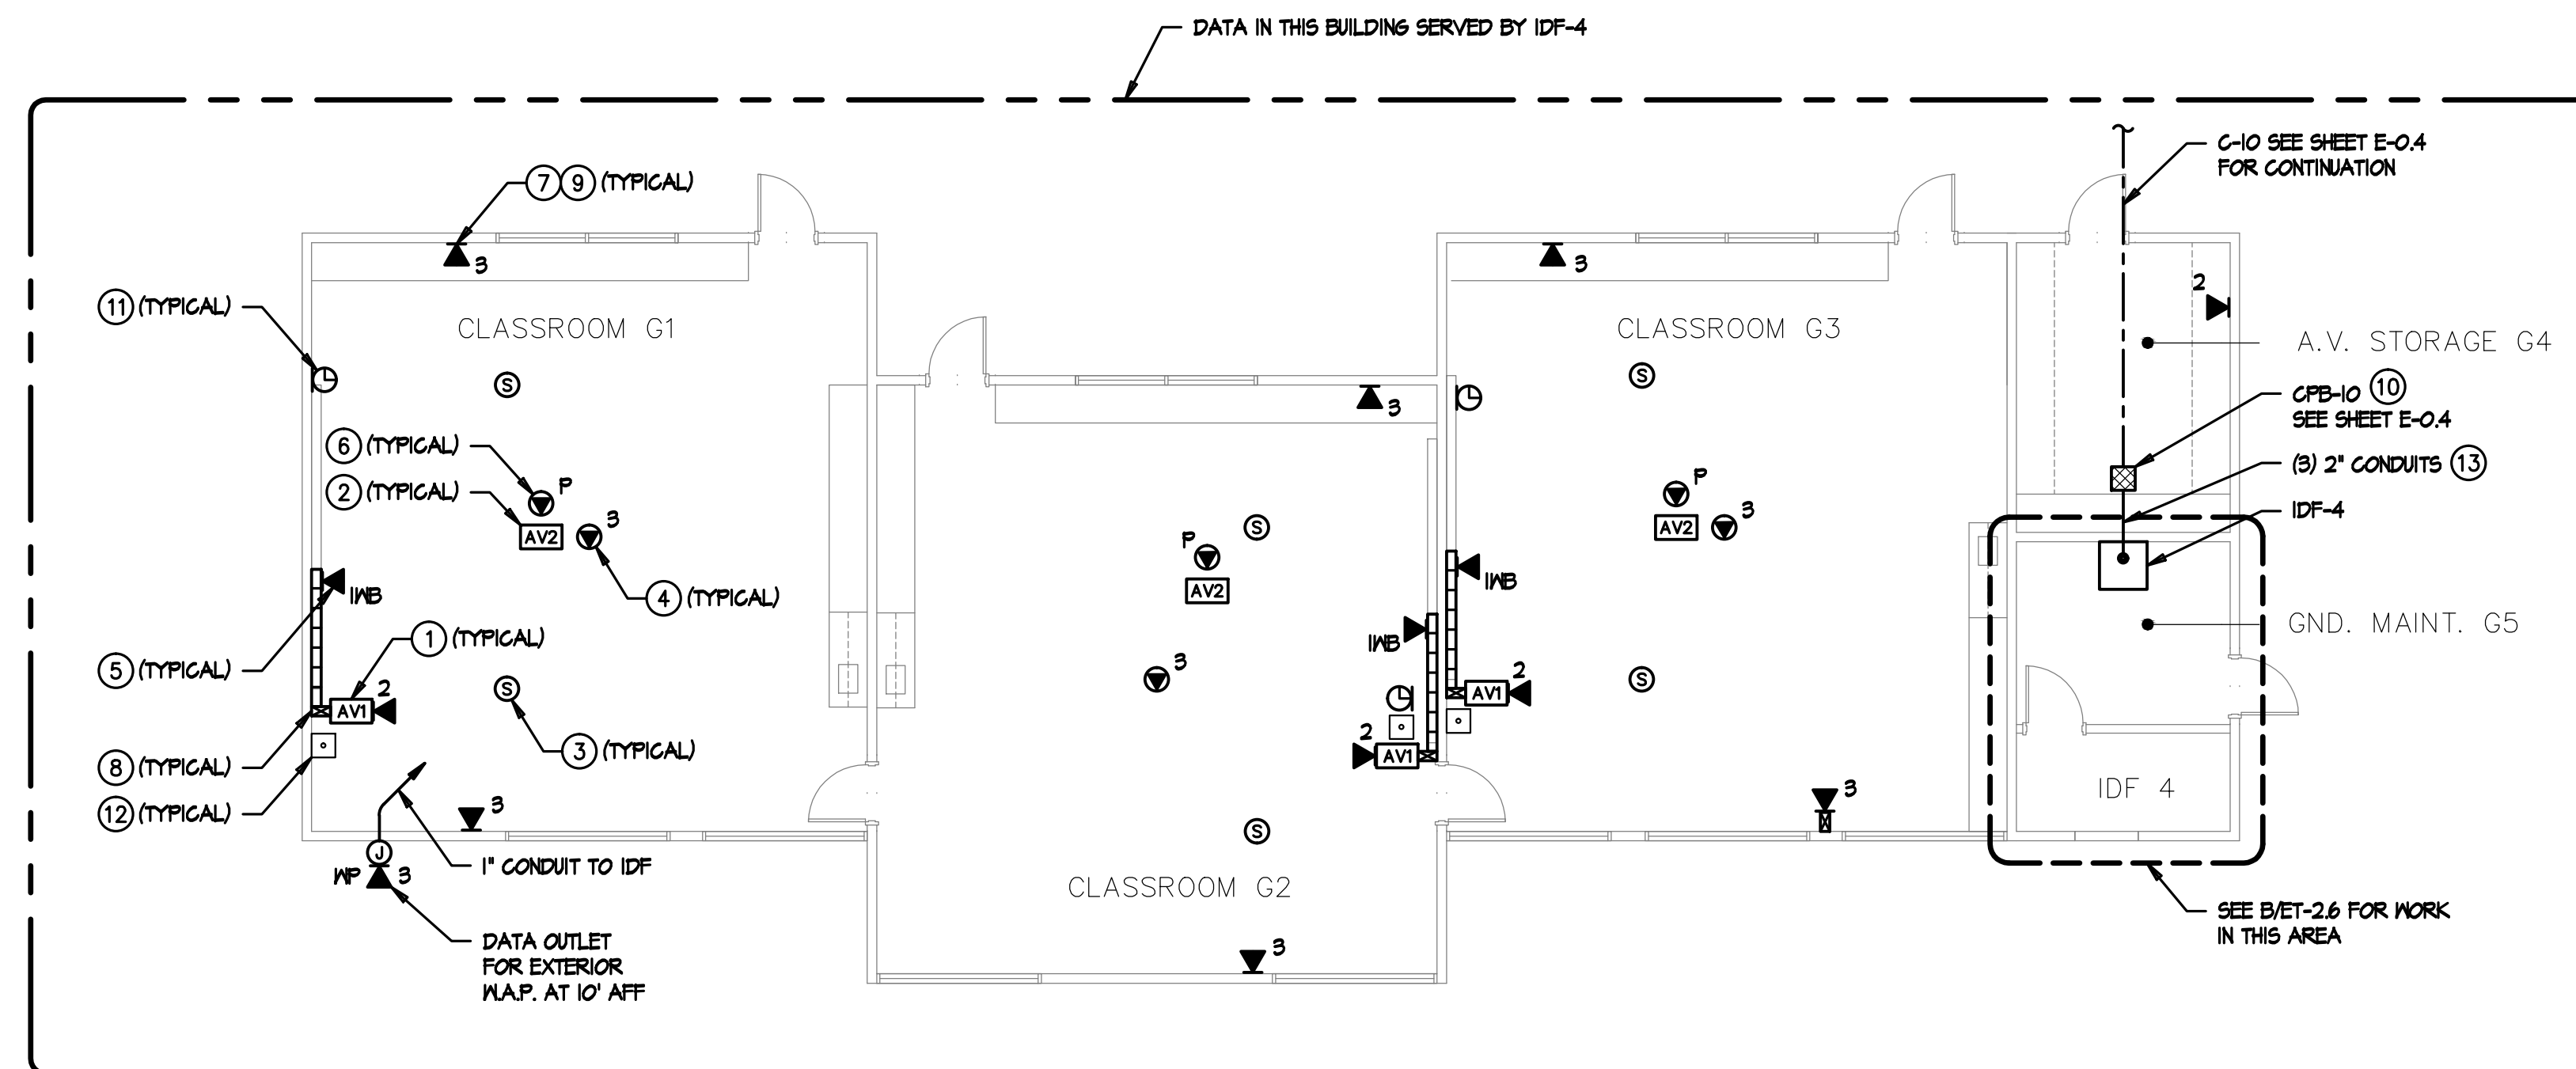 DATA IN THIS BUILDING SERVED BY IDF-4
C-10 SEE SHEET E-0.4
FOR CONTINUATION
7 9 (TYPICAL)
3
3
2
11 (TYPICAL)
CLASSROOM G1
CLASSROOM G3
A.V. STORAGE G4
S
S
3
CPB-10 10
SEE SHEET E-0.4
6 (TYPICAL)
P
P
(3) 2" CONDUITS 13
2 (TYPICAL)
AV2
3
AV2
3
IDF-4
S
P
AV2
4 (TYPICAL)
IWB
IWB
IWB
GND. MAINT. G5
1 (TYPICAL)
5 (TYPICAL)
2
AV1
S
3
S
AV1
2
3 (TYPICAL)
2
AV1
8 (TYPICAL)
12 (TYPICAL)
3
3
IDF 4
S
J
WP
3
1" CONDUIT TO IDF
CLASSROOM G2
SEE B/ET-2.6 FOR WORK
IN THIS AREA
DATA OUTLET
FOR EXTERIOR
W.A.P. AT 10' AFF
3